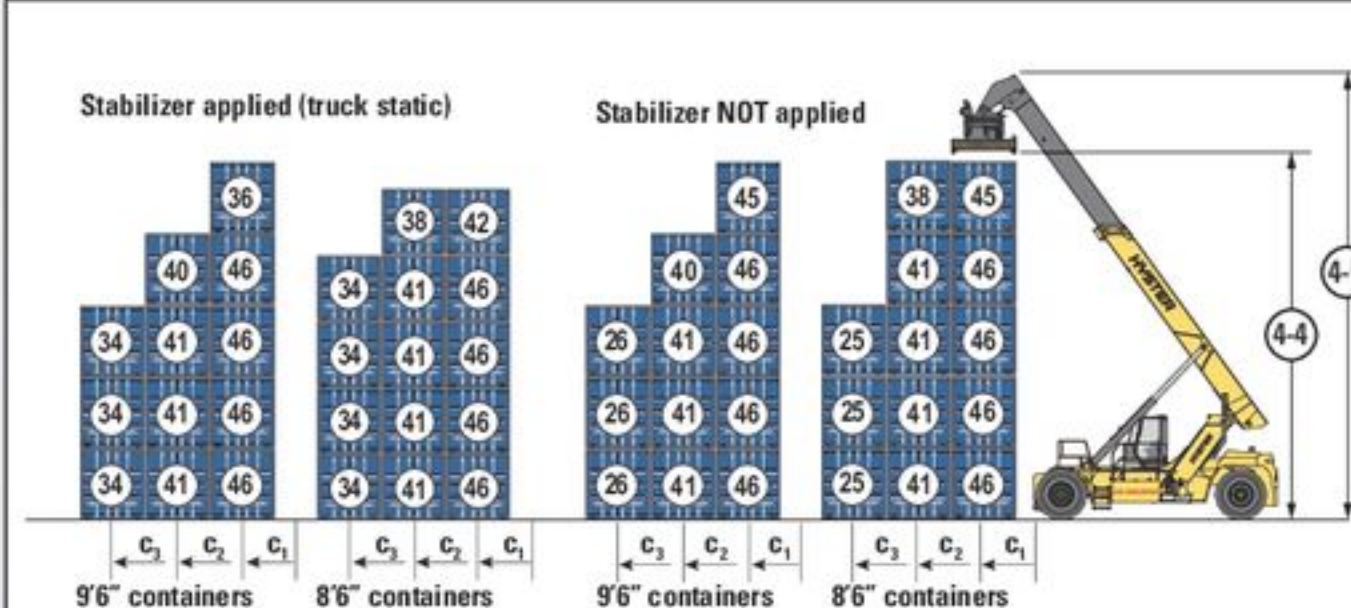 Stabilizer applied (truck static)
Stabilizer NOT applied
36
40 46
34 41 46
34 41 46
34 41 46
38 42
34 41 46
34 41 46
34 41 46
34 41 46
45
40 46
26 41 46
26 41 46
26 41 46
38 45
41 46
25 41 46
25 41 46
25 41 46
HYSTER
4-4
4-
c₃ c₂ c₁
c₃ c₂ c₁
c₃ c₂ c₁
c₃ c₂ c₁
9'6" containers
8'6" containers
9'6" containers
8'6" containers